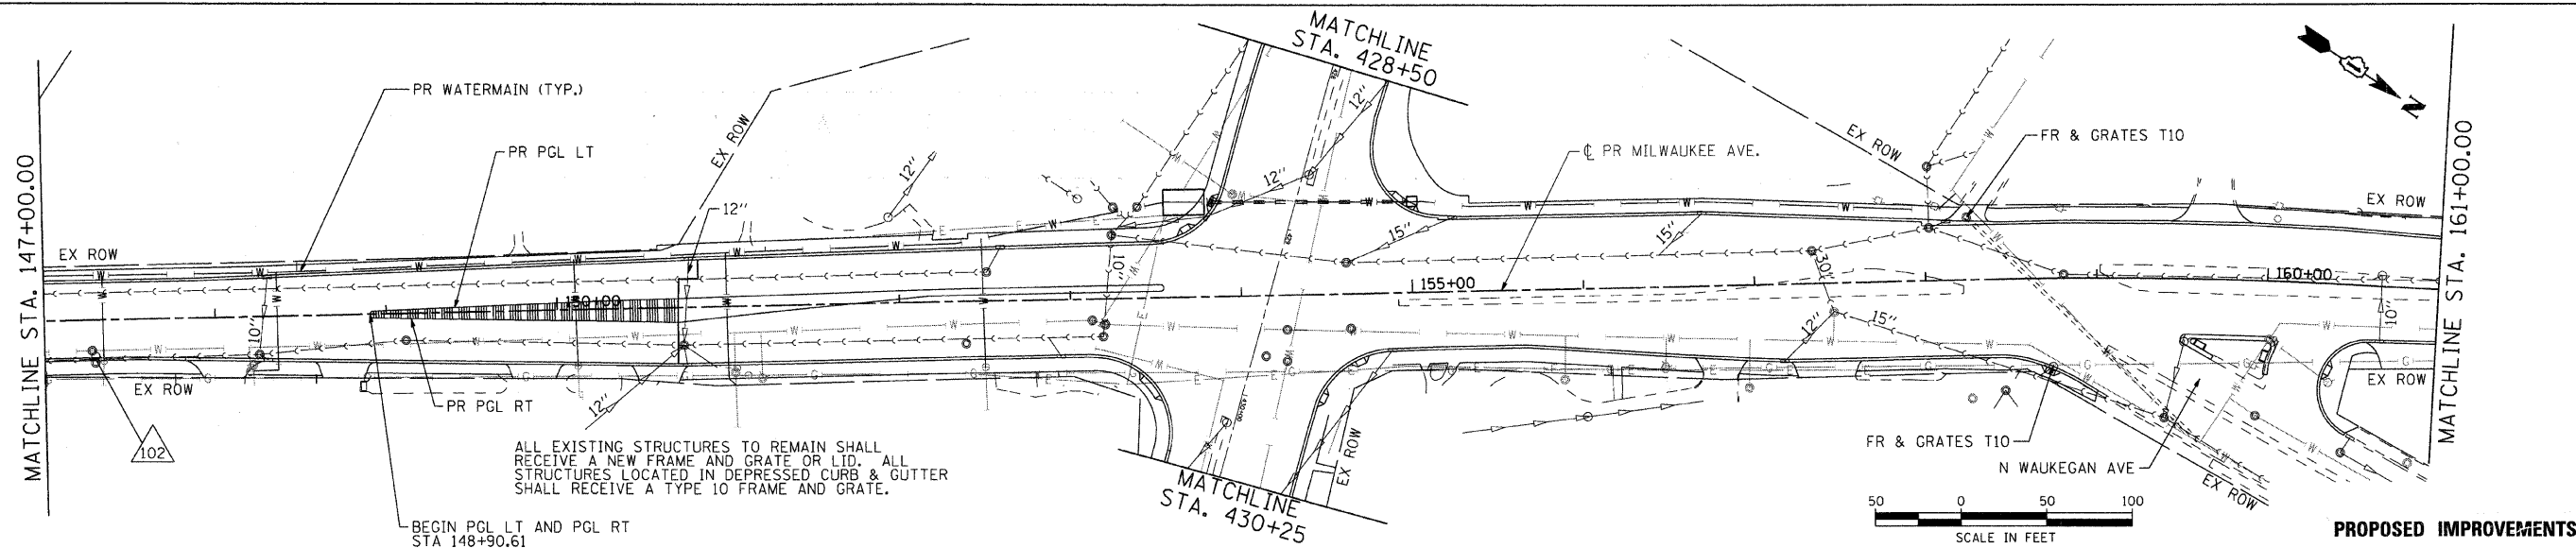 MATCHLINE
STA. 428+50
N
PR WATERMAIN (TYP.)
EX ROW
PR PGL LT
12"
12"
12"
12"
EX ROW
FR & GRATES T10
℄ PR MILWAUKEE AVE.
MATCHLINE STA. 147+00.00
MATCHLINE STA. 161+00.00
EX ROW
EX ROW
15"
15"
10"
30"
150+00
155+00
160+00
10"
12"
15"
10"
EX ROW
EX ROW
PR PGL RT
12"
102
ALL EXISTING STRUCTURES TO REMAIN SHALL
RECEIVE A NEW FRAME AND GRATE OR LID. ALL
STRUCTURES LOCATED IN DEPRESSED CURB & GUTTER
SHALL RECEIVE A TYPE 10 FRAME AND GRATE.
EX ROW
FR & GRATES T10
N WAUKEGAN AVE
EX ROW
MATCHLINE
STA. 430+25
BEGIN PGL LT AND PGL RT
STA 148+90.61
50 0 50 100
SCALE IN FEET
PROPOSED IMPROVEMENTS